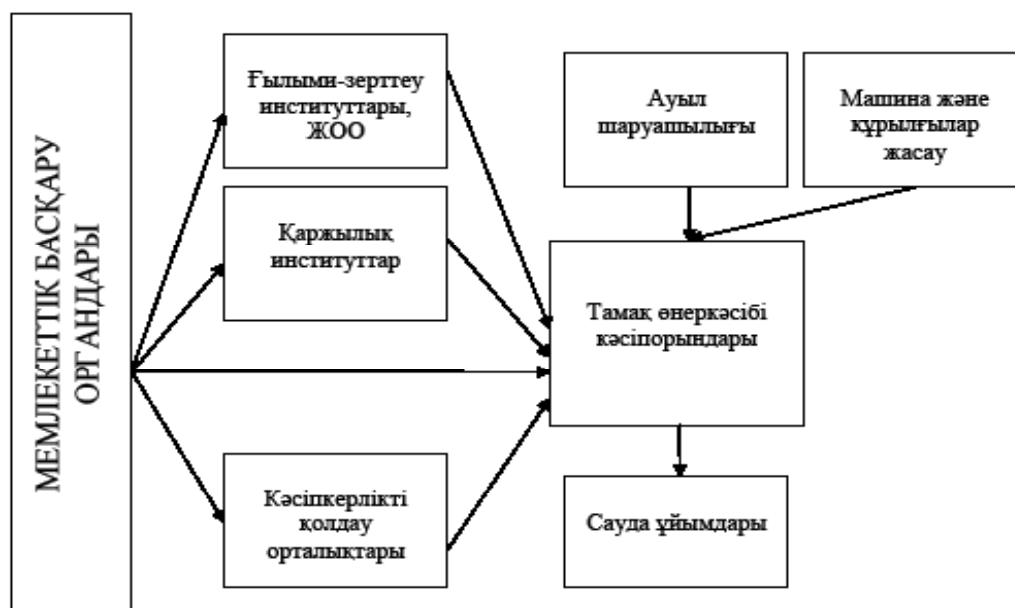 МЕМЛЕКЕТТІК БАСҚАРУ
ОРГАНДАРЫ
Ғылыми-зерттеу
институттары,
ЖОО
Қаржылық
институттар
Кәсіпкерлікті
қолдау
орталықтары
Ауыл
шаруашылығы
Машина және
құрылғылар
жасау
Тамақ өнеркәсібі
кәсіпорындары
Сауда ұйымдары